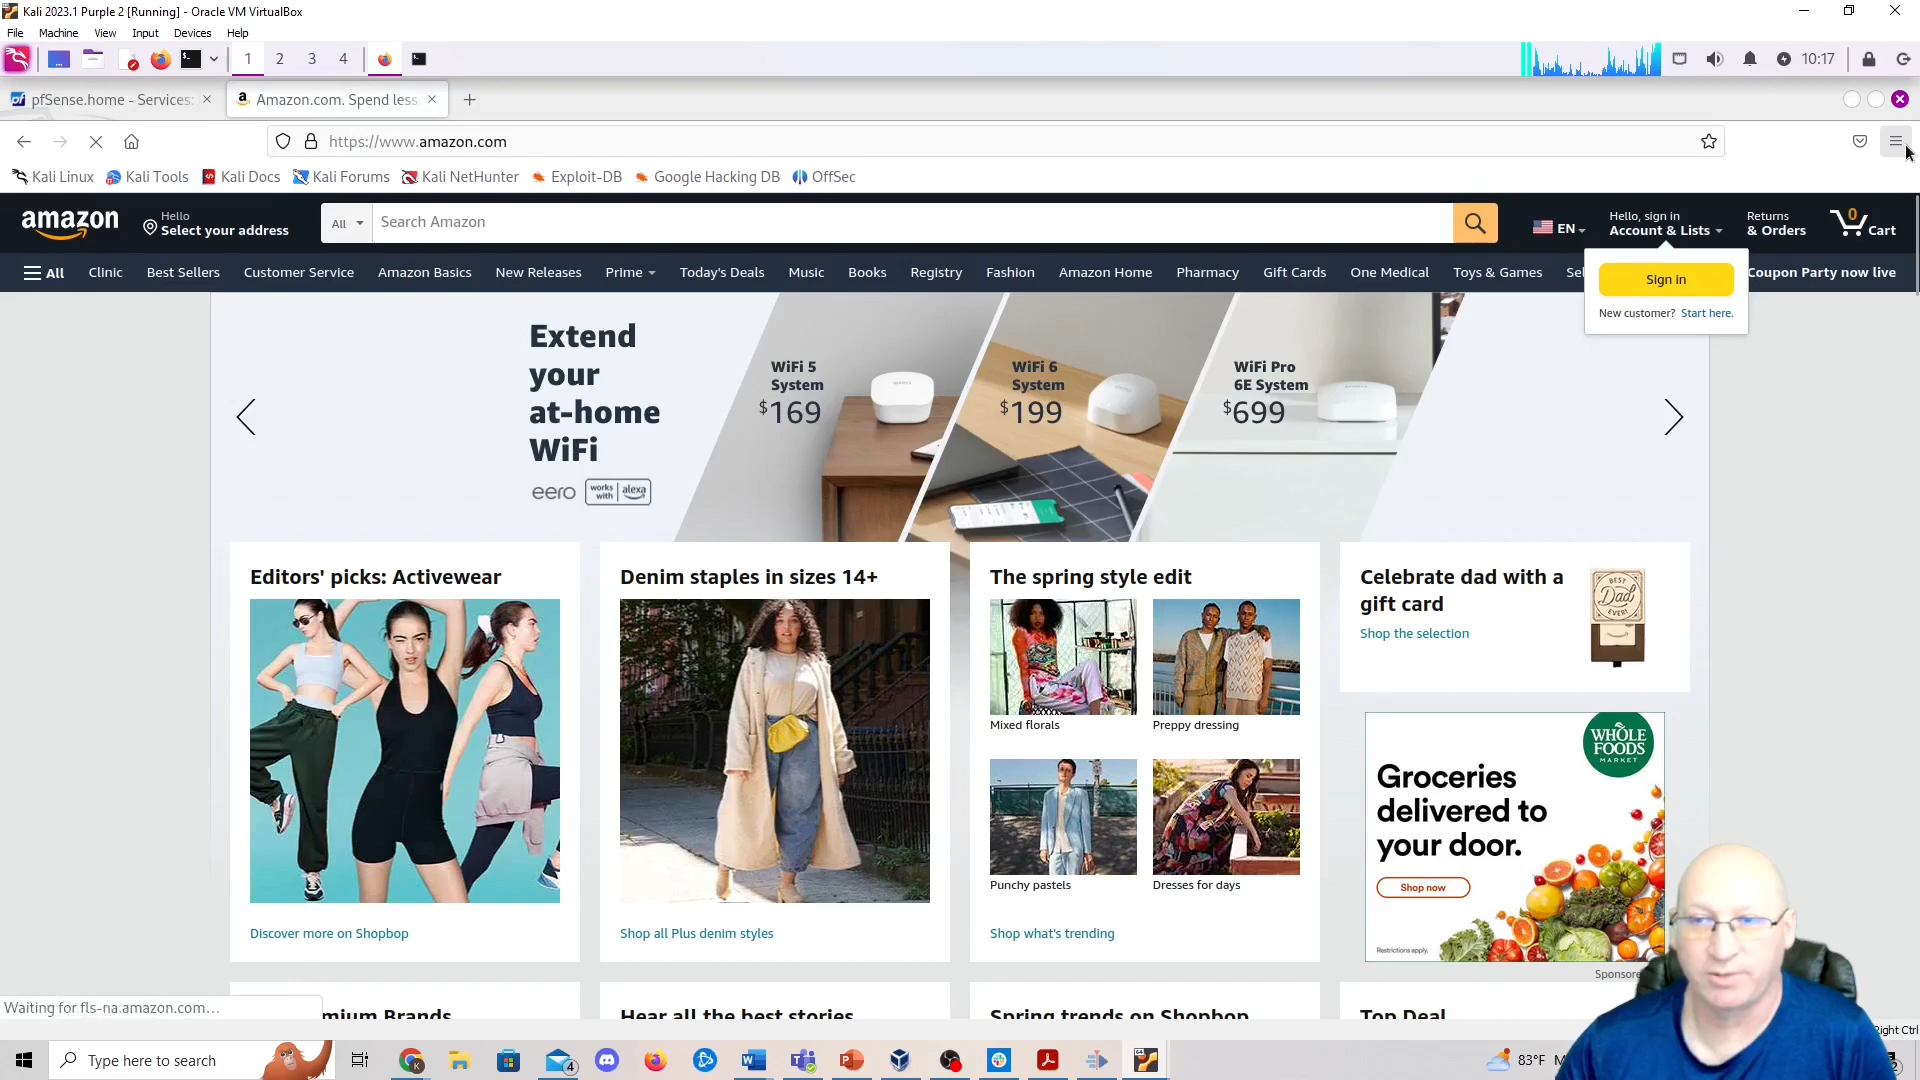 Kali 2023.1 Purple 2 [Running] - Oracle VM VirtualBox
File Machine View Input Devices Help
1 2 3 4
10:17
pfSense.home - Services:
Amazon.com. Spend less.
https://www.amazon.com
Kali Linux Kali Tools Kali Docs Kali Forums Kali NetHunter Exploit-DB Google Hacking DB OffSec
amazon
Hello
Select your address
All
Search Amazon
EN
Hello, sign in
Account & Lists
Returns
& Orders
0
Cart
All Clinic Best Sellers Customer Service Amazon Basics New Releases Prime Today's Deals Music Books Registry Fashion Amazon Home Pharmacy Gift Cards One Medical Toys & Games Sel
Coupon Party now live
Sign in
New customer? Start here.
Extend
your
at-home
WiFi
eero
works with alexa
WiFi 5
System
$169
WiFi 6
System
$199
WiFi Pro
6E System
$699
Editors' picks: Activewear
Discover more on Shopbop
Denim staples in sizes 14+
Shop all Plus denim styles
The spring style edit
Mixed florals
Preppy dressing
Punchy pastels
Dresses for days
Shop what's trending
Celebrate dad with a
gift card
Shop the selection
BEST
Dad
EVER!
WHOLE
FOODS
MARKET
Groceries
delivered to
your door.
Shop now
Restrictions apply.
Sponsore
mium Brands
Hear all the best stories
Spring trends on Shopbop
Top Deal
Waiting for fls-na.amazon.com...
Right Ctrl
Type here to search
4
83°F